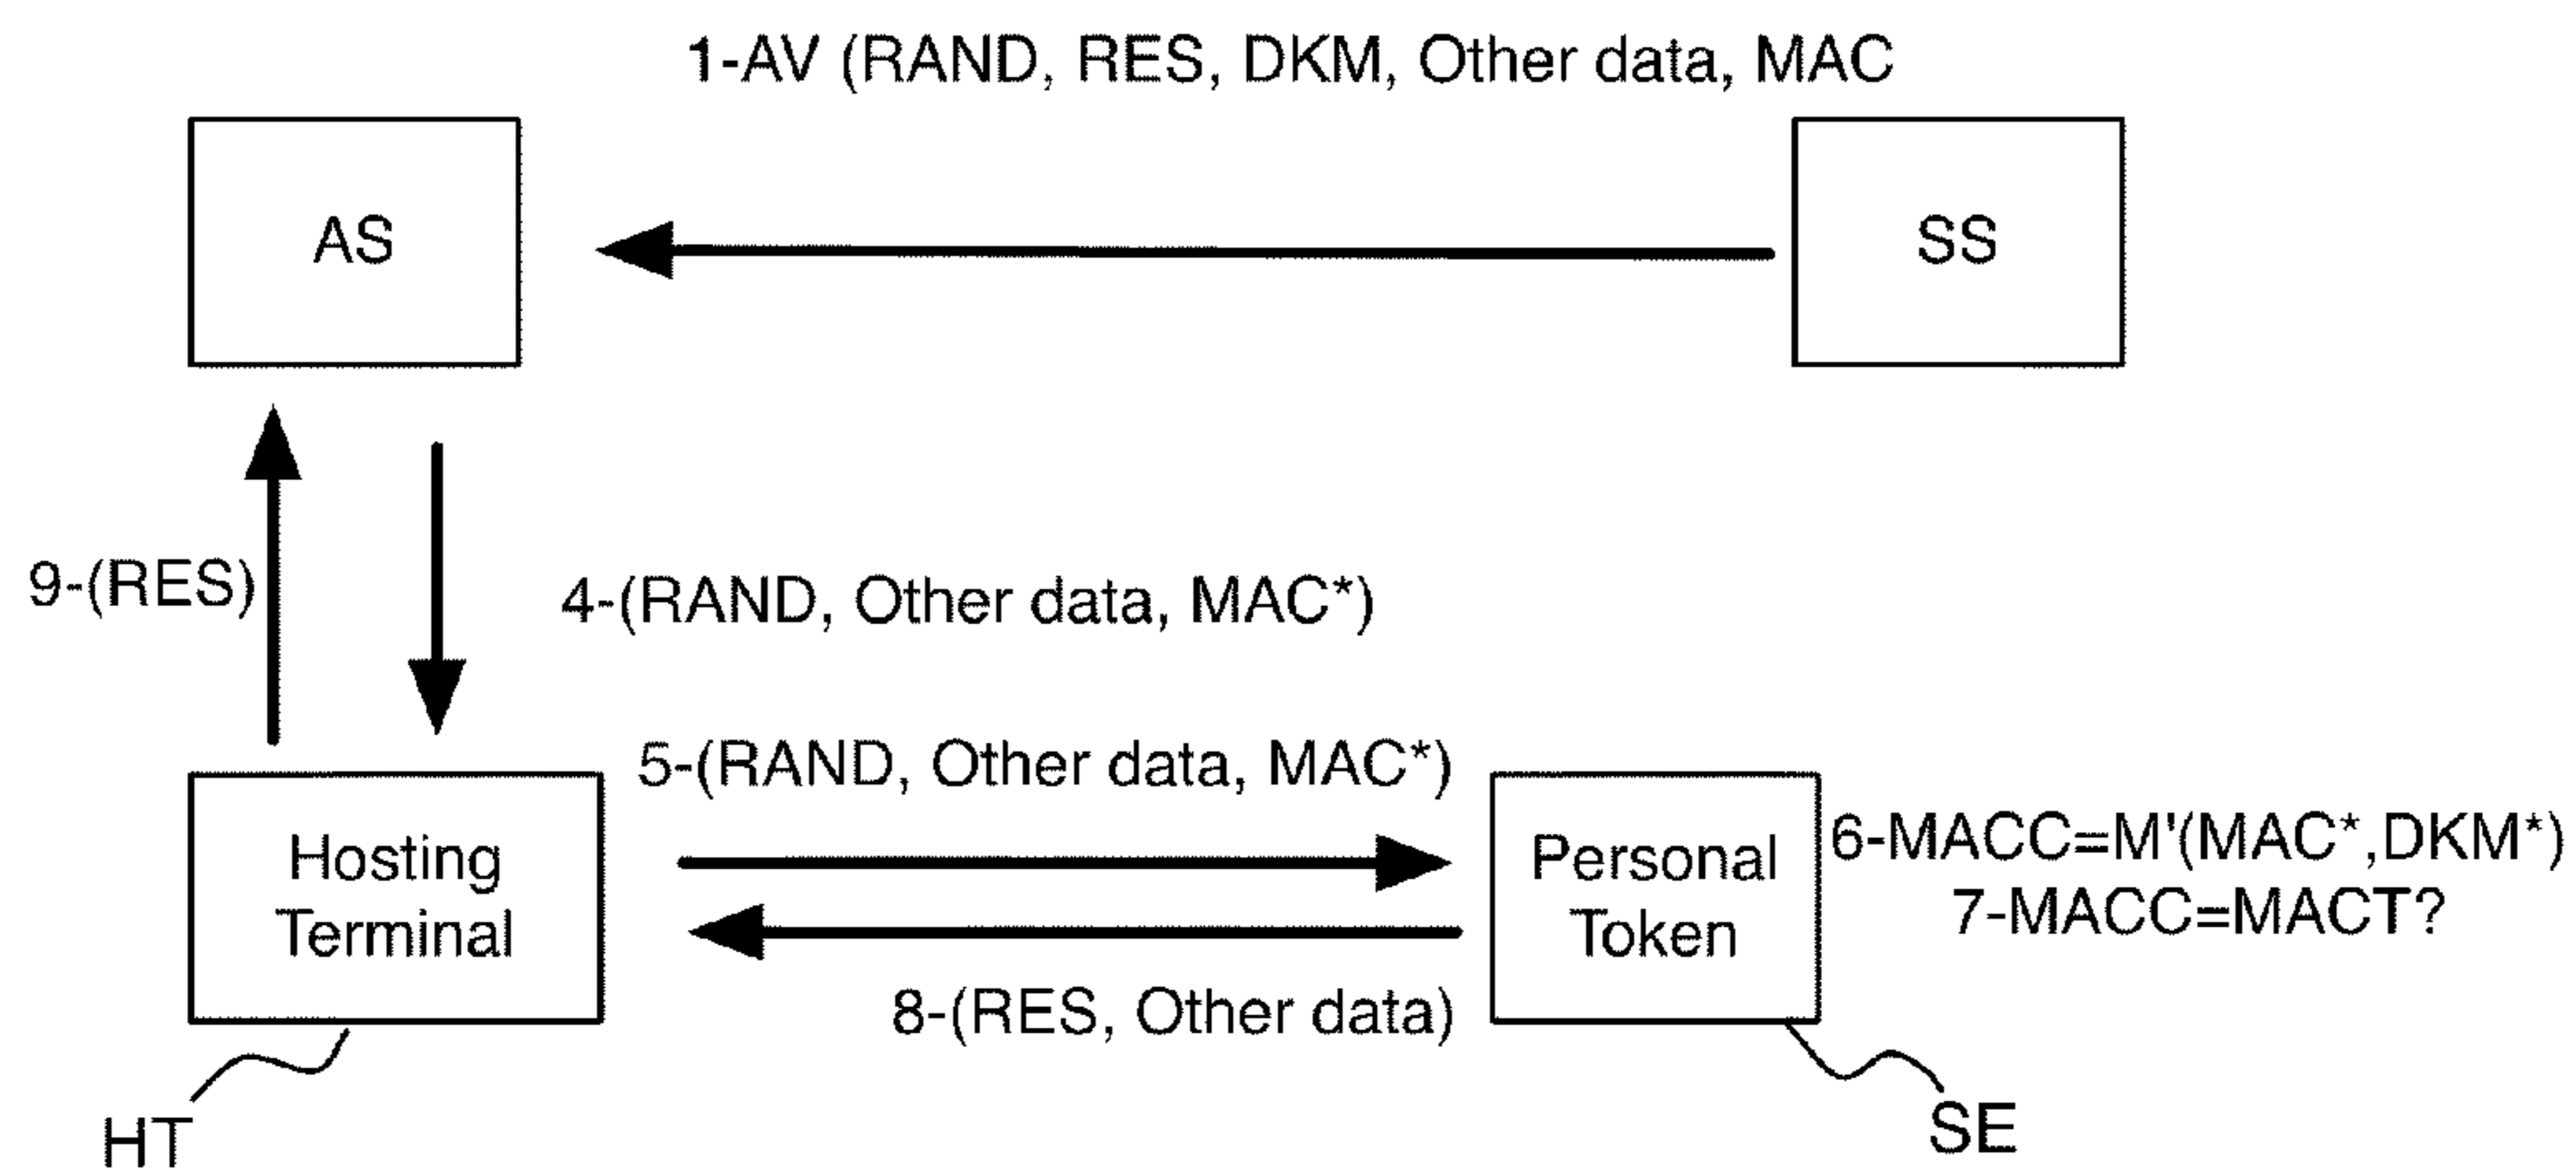 1-AV (RAND, RES, DKM, Other data, MAC
AS
SS
9-(RES)
4-(RAND, Other data, MAC*)
5-(RAND, Other data, MAC*)
Hosting
Terminal
Personal
Token
6-MACC=M'(MAC*,DKM*)
7-MACC=MACT?
8-(RES, Other data)
HT
SE